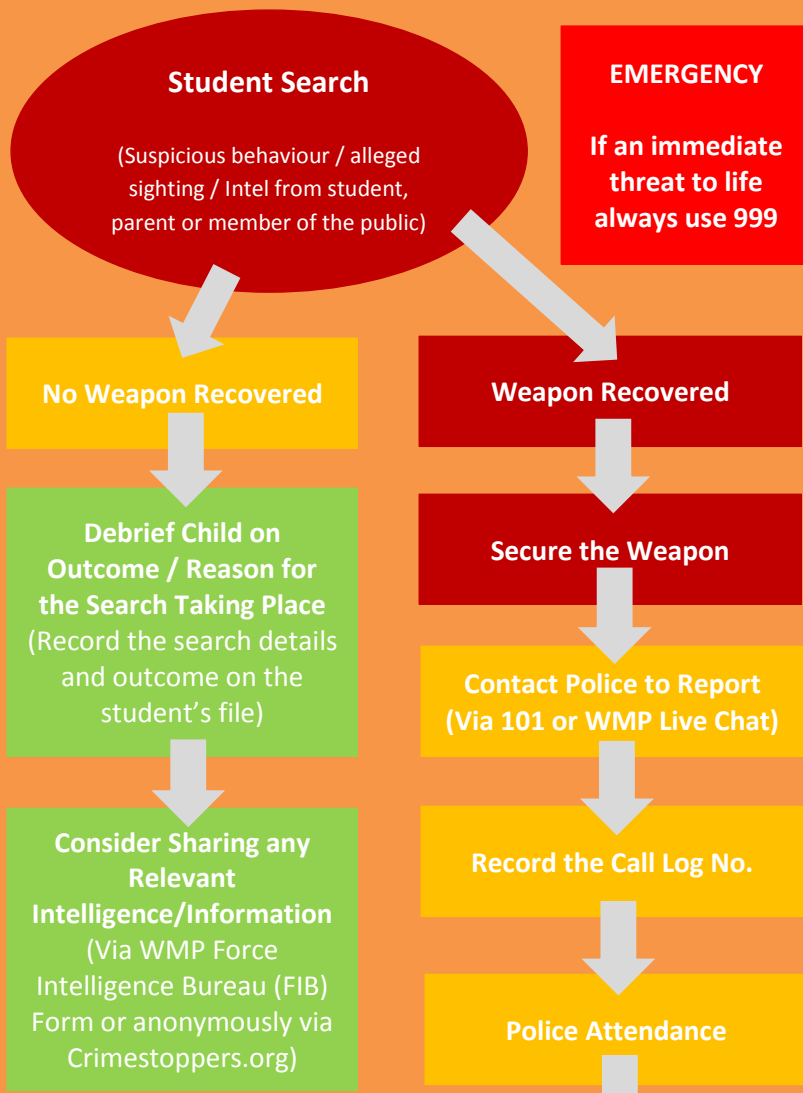 Student Search
(Suspicious behaviour / alleged
sighting / Intel from student,
parent or member of the public)
EMERGENCY
If an immediate
threat to life
always use 999
No Weapon Recovered
Debrief Child on
Outcome / Reason for
the Search Taking Place
(Record the search details
and outcome on the
student’s file)
Consider Sharing any
Relevant
Intelligence/Information
(Via WMP Force
Intelligence Bureau (FIB)
Form or anonymously via
Crimestoppers.org)
Weapon Recovered
Secure the Weapon
Contact Police to Report
(Via 101 or WMP Live Chat)
Record the Call Log No.
Police Attendance